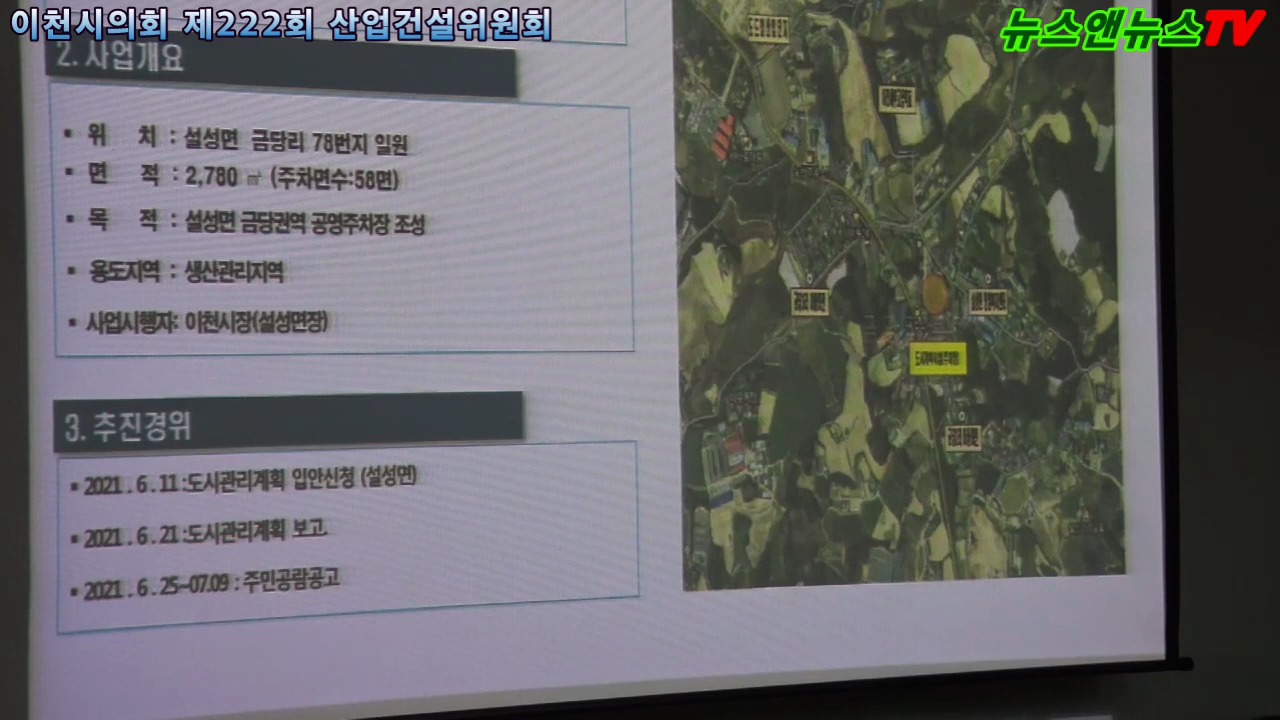 이천시의회 제222회 산업건설위원회
뉴스앤뉴스TV
2. 사업개요
▪ 위 치 : 설성면 금당리 78번지 일원
▪ 면 적 : 2,780 ㎡ (주차면수:58면)
▪ 목 적 : 설성면 금당권역 공영주차장 조성
▪ 용도지역 : 생산관리지역
▪ 사업시행자: 이천시장(설성면장)
3. 추진경위
▪ 2021 . 6 . 11 :도시관리계획 입안신청 (설성면)
▪ 2021 . 6 . 21 :도시관리계획 보고
▪ 2021 . 6 . 25~07.09 : 주민공람공고